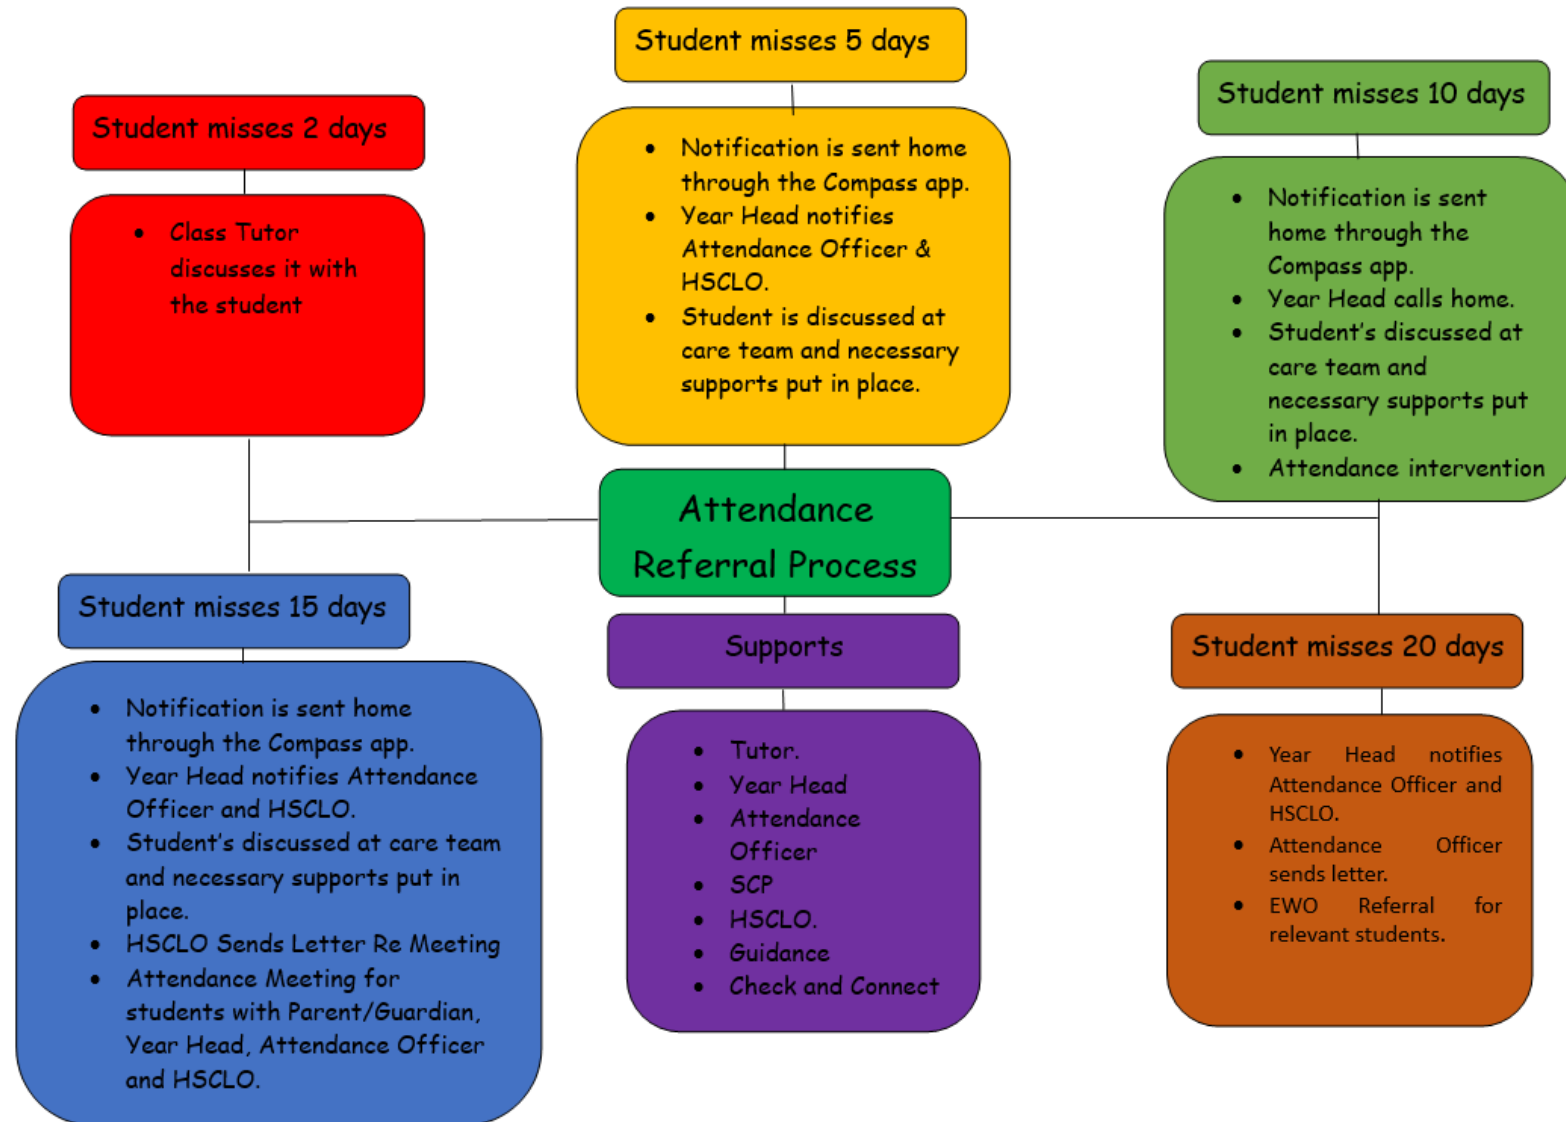 Student misses 2 days
• Class Tutor
discusses it with
the student
Student misses 5 days
• Notification is sent home
through the Compass app.
• Year Head notifies
Attendance Officer &
HSCLO.
• Student is discussed at
care team and necessary
supports put in place.
Student misses 10 days
• Notification is sent
home through the
Compass app.
• Year Head calls home.
• Student's discussed at
care team and
necessary supports put
in place.
• Attendance intervention
Attendance
Referral Process
Student misses 15 days
• Notification is sent home
through the Compass app.
• Year Head notifies Attendance
Officer and HSCLO.
• Student's discussed at care team
and necessary supports put in
place.
• HSCLO Sends Letter Re Meeting
• Attendance Meeting for
students with Parent/Guardian,
Year Head, Attendance Officer
and HSCLO.
Supports
• Tutor.
• Year Head
• Attendance
Officer
• SCP
• HSCLO.
• Guidance
• Check and Connect
Student misses 20 days
• Year Head notifies
Attendance Officer and
HSCLO.
• Attendance Officer
sends letter.
• EWO Referral for
relevant students.